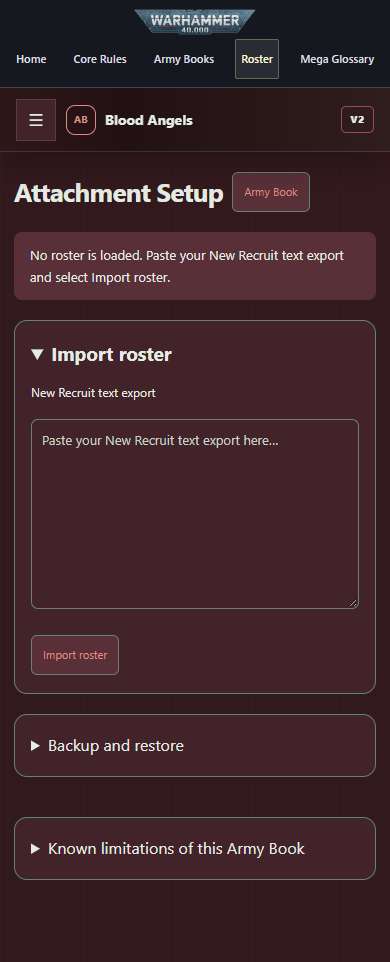 WARHAMMER
40,000
Home Core Rules Army Books Roster Mega Glossary
AB Blood Angels V2
Attachment Setup Army Book
No roster is loaded. Paste your New Recruit text export
and select Import roster.
Import roster
New Recruit text export
Paste your New Recruit text export here...
Import roster
Backup and restore
Known limitations of this Army Book